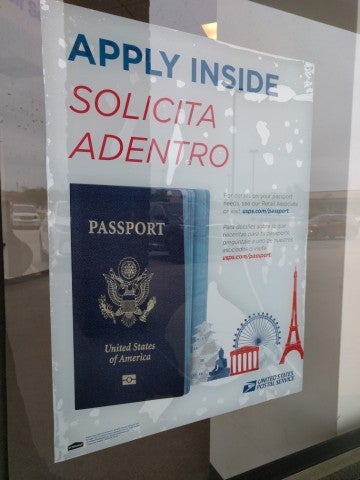 APPLY INSIDE
SOLICITA
ADENTRO
For details on your passport
needs, see our Retail Associate
or visit usps.com/passport.
Para detalles sobre lo que
necesitas para tu pasaporte,
pregúntale a uno de nuestros
asociados o visita
usps.com/passport.
PASSPORT
United States
of America
UNITED STATES
POSTAL SERVICE